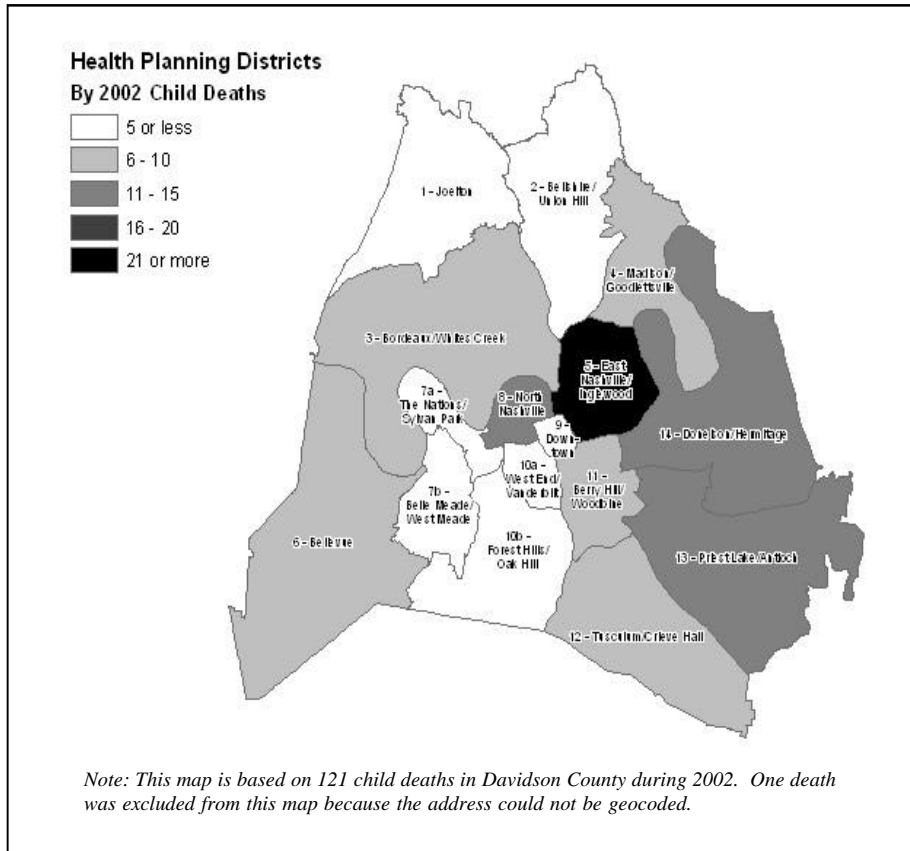 Health Planning Districts
By 2002 Child Deaths
5 or less
6 - 10
11 - 15
16 - 20
21 or more
1 - Joelton
2 - Bellshire/
Union Hill
4 - Madison/
Goodlettsville
3 - Bordeaux/Whites Creek
5 - East
Nashville/
Inglewood
7a -
The Nations/
Sylvan Park
8 - North
Nashville
9 -
Down-
town
14 - Donelson/Hermitage
10a -
West End/
Vanderbilt
11 -
Berry Hill/
Woodbine
7b -
Belle Meade/
West Meade
6 - Bellevue
10b -
Forest Hills/
Oak Hill
13 - Priest Lake/Antioch
12 - Tusculum/Crieve Hall
Note: This map is based on 121 child deaths in Davidson County during 2002. One death
was excluded from this map because the address could not be geocoded.